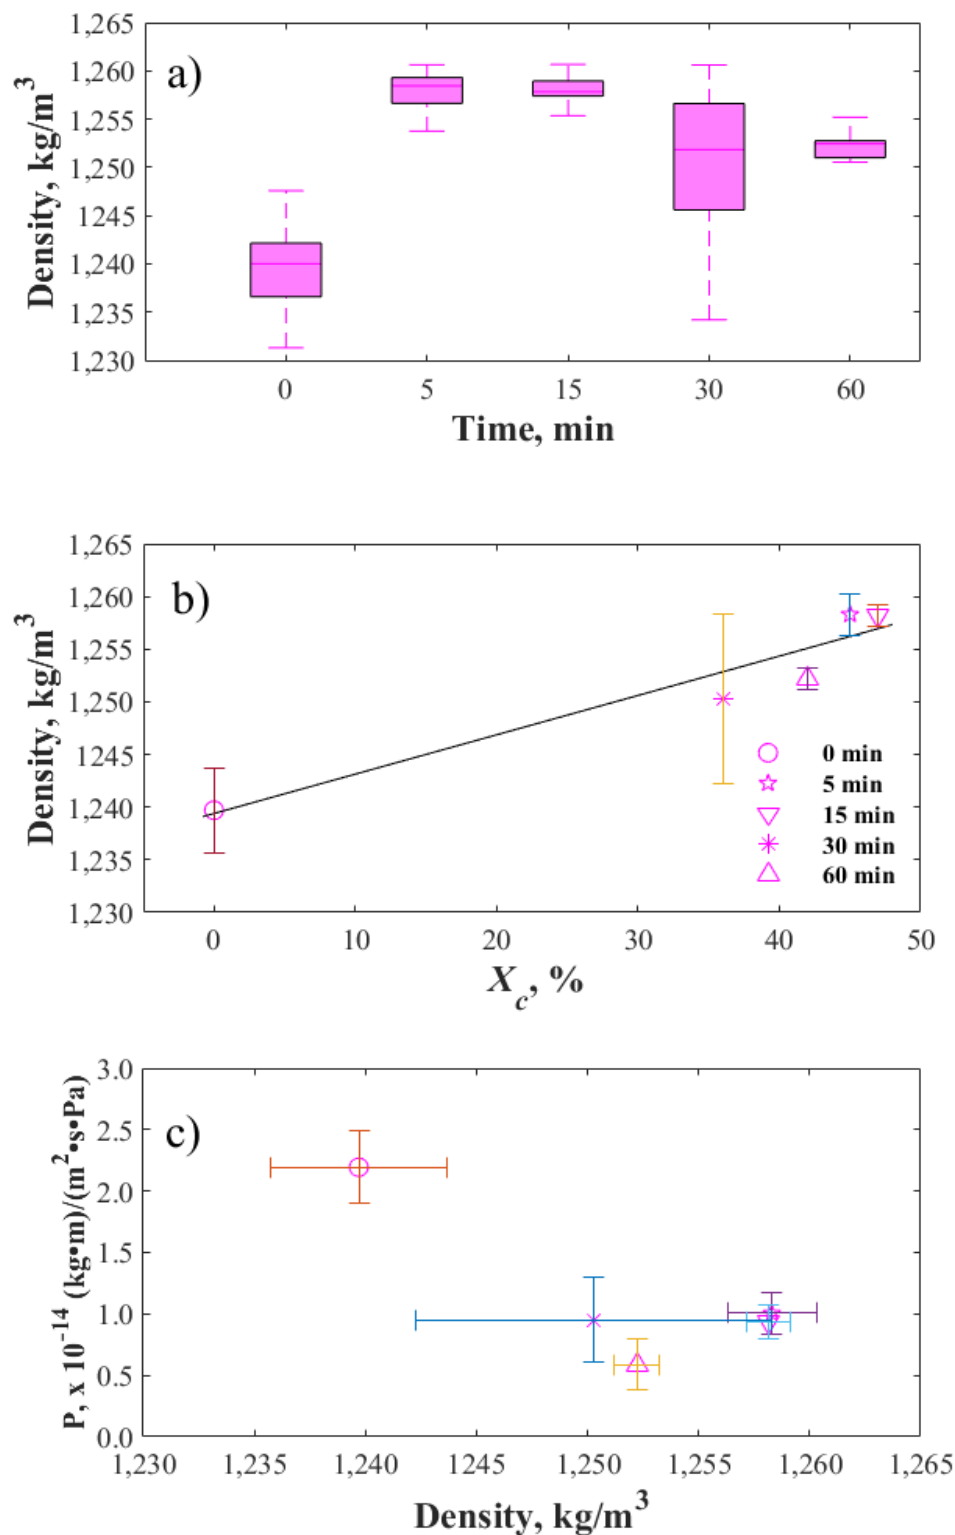 a)
Density, kg/m³
1,265
1,260
1,255
1,250
1245
1,240
1,235
1,230
0 5 15 30 60
Time, min
b)
Density, kg/m³
1,265
1,260
1,255
1,250
1245
1,240
1,235
1,230
0 min
5 min
15 min
30 min
60 min
0 10 20 30 40 50
X_c, %
c)
P, x 10⁻¹⁴ (kg•m)/(m²•s•Pa)
3.0
2.5
2.0
1.5
1.0
0.5
0.0
1,230 1,235 1,240 1245 1,250 1,255 1,260 1,265
Density, kg/m³